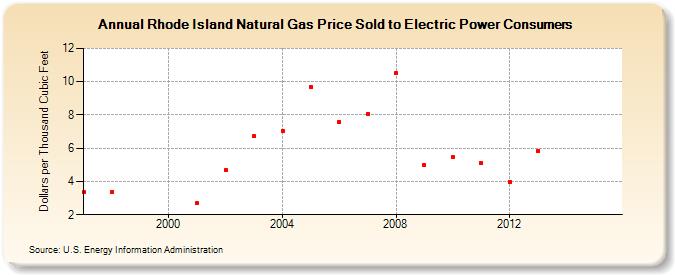 Annual Rhode Island Natural Gas Price Sold to Electric Power Consumers
Dollars per Thousand Cubic Feet
12
10
8
6
4
2
2000 2004 2008 2012
Source: U.S. Energy Information Administration